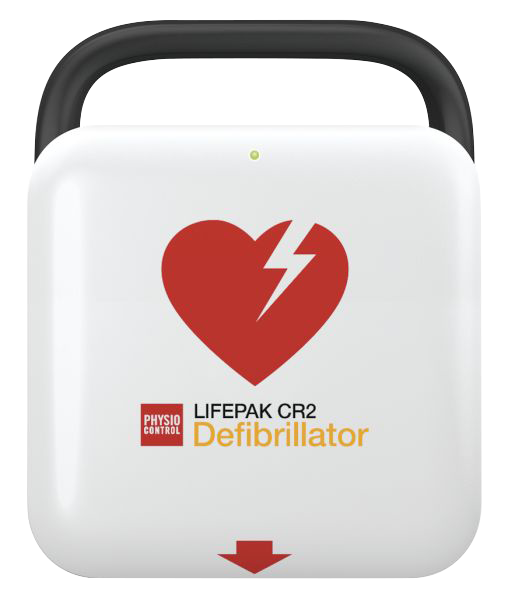 PHYSIO
CONTROL
LIFEPAK CR2
Defibrillator